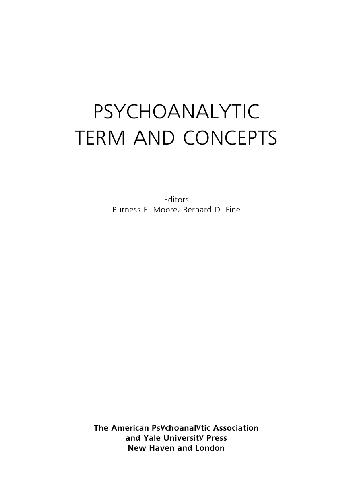 PSYCHOANALYTIC
TERM AND CONCEPTS
Editors
Burness E. Moore, Bernard D. Fine
The American Psychoanalytic Association
and Yale University Press
New Haven and London